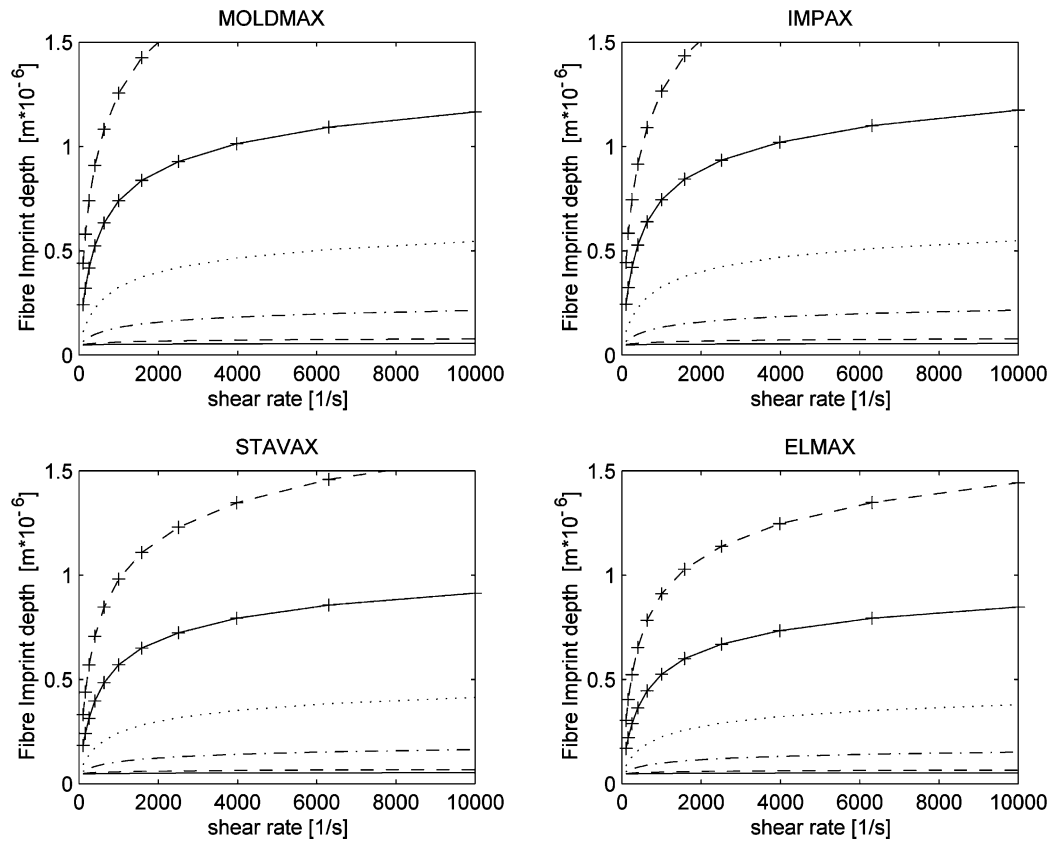 MOLDMAX
Fibre Imprint depth [m*10^-6]
1.5
1
0.5
0
0 2000 4000 6000 8000 10000
shear rate [1/s]
IMPAX
Fibre Imprint depth [m*10^-6]
1.5
1
0.5
0
0 2000 4000 6000 8000 10000
shear rate [1/s]
STAVAX
Fibre Imprint depth [m*10^-6]
1.5
1
0.5
0
0 2000 4000 6000 8000 10000
shear rate [1/s]
ELMAX
Fibre Imprint depth [m*10^-6]
1.5
1
0.5
0
0 2000 4000 6000 8000 10000
shear rate [1/s]